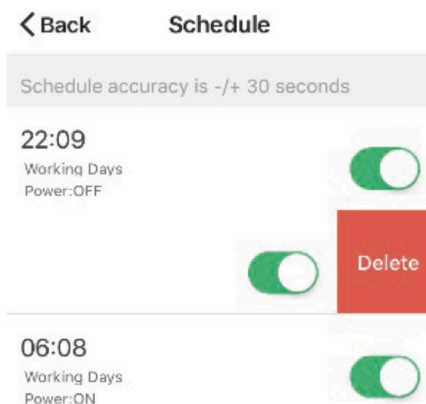 Back Schedule
Schedule accuracy is -/+ 30 seconds
22:09
Working Days
Power:OFF
Delete
06:08
Working Days
Power:ON